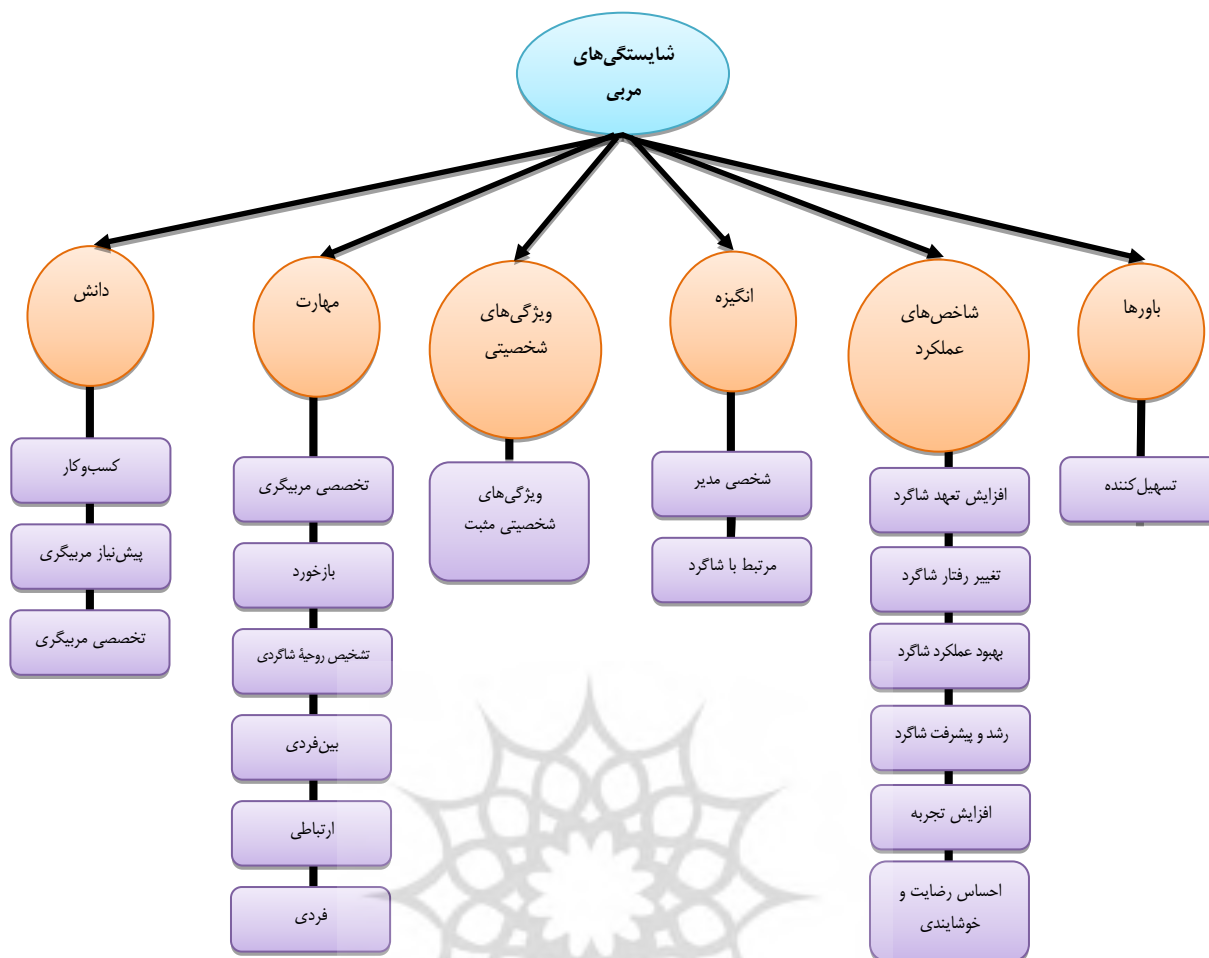 شایستگی‌های
مربی
باورها
تسهیل‌کننده
شاخص‌های
عملکرد
افزایش تعهد شاگرد
تغییر رفتار شاگرد
بهبود عملکرد شاگرد
رشد و پیشرفت شاگرد
افزایش تجربه
احساس رضایت و
خوشایندی
انگیزه
شخصی مدیر
مرتبط با شاگرد
ویژگی‌های
شخصیتی
ویژگی‌های
شخصیتی مثبت
مهارت
تخصصی مربیگری
بازخورد
تشخیص روحیۀ شاگردی
بین‌فردی
ارتباطی
فردی
دانش
کسب‌وکار
پیش‌نیاز مربیگری
تخصصی مربیگری